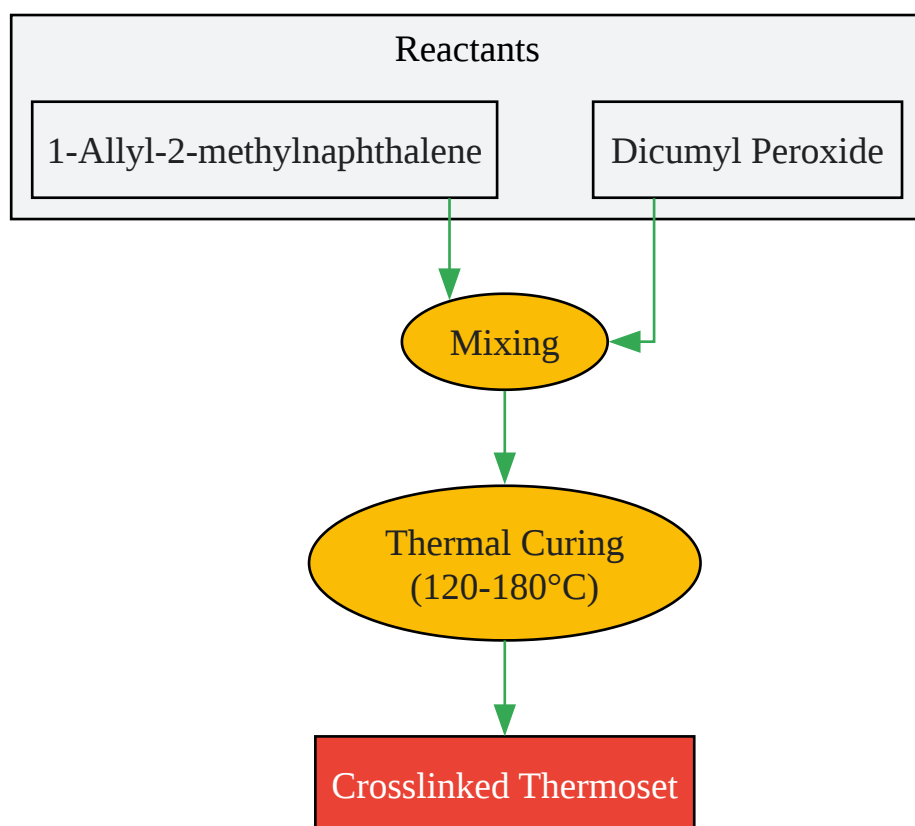 Reactants
1-Allyl-2-methylnaphthalene
Dicumyl Peroxide
Mixing
Thermal Curing
(120-180°C)
Crosslinked Thermoset